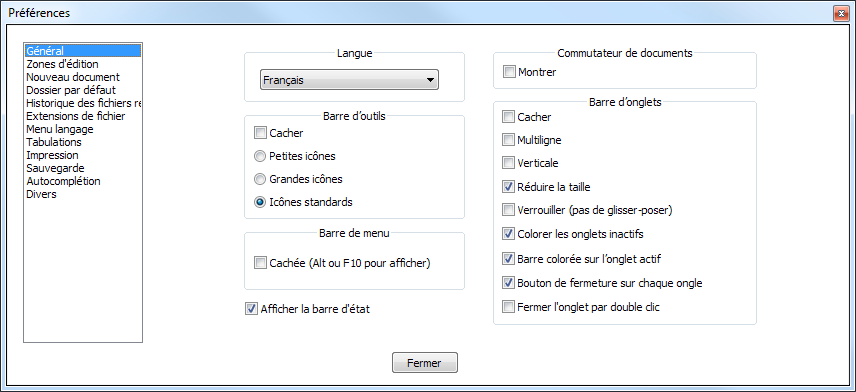 Préférences
Général
Zones d'édition
Nouveau document
Dossier par défaut
Historique des fichiers re
Extensions de fichier
Menu langage
Tabulations
Impression
Sauvegarde
Autocomplétion
Divers
Langue
Français
Barre d'outils
Cacher
Petites icônes
Grandes icônes
Icônes standards
Barre de menu
Cachée (Alt ou F10 pour afficher)
Afficher la barre d'état
Commutateur de documents
Montrer
Barre d'onglets
Cacher
Multiligne
Verticale
Réduire la taille
Verrouiller (pas de glisser-poser)
Colorer les onglets inactifs
Barre colorée sur l'onglet actif
Bouton de fermeture sur chaque ongle
Fermer l'onglet par double clic
Fermer